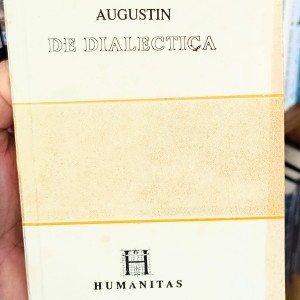 AUGUSTIN
DE DIALECTICA
H
HUMANITAS